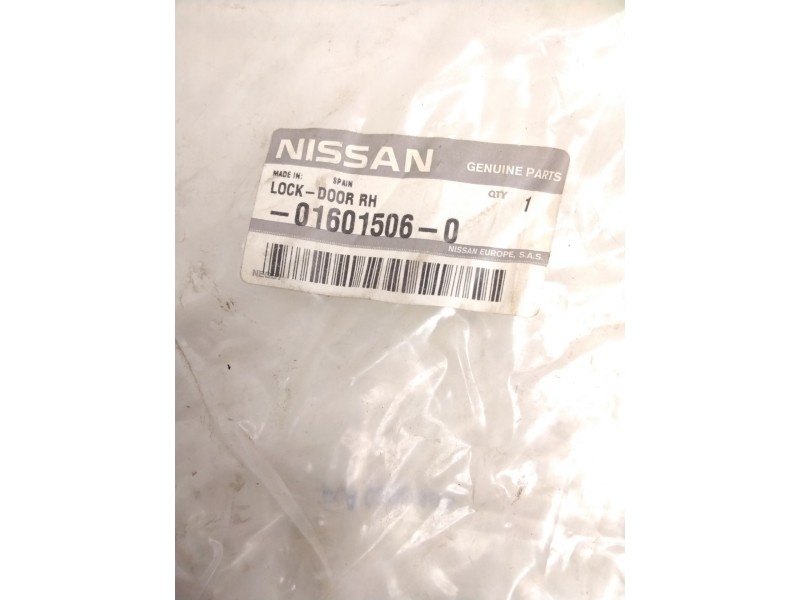 NISSAN GENUINE PARTS
MADE IN: SPAIN
LOCK-DOOR RH QTY 1
-01601506-0
NISSAN EUROPE, S.A.S.